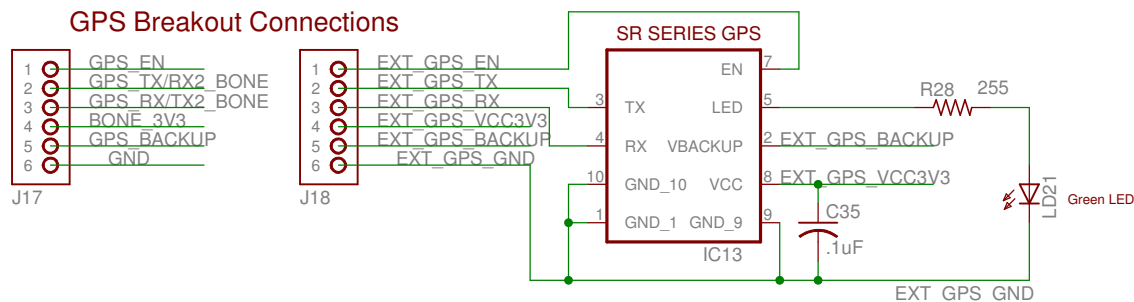 GPS Breakout Connections
1 GPS_EN
2 GPS_TX/RX2_BONE
3 GPS_RX/TX2_BONE
4 BONE_3V3
5 GPS_BACKUP
6 GND
J17
1 EXT_GPS_EN
2 EXT_GPS_TX
3 EXT_GPS_RX
4 EXT_GPS_VCC3V3
5 EXT_GPS_BACKUP
6 EXT_GPS_GND
J18
SR SERIES GPS
EN 7
3 TX LED 5
4 RX VBACKUP 2 EXT_GPS_BACKUP
10 GND_10 VCC 8 EXT_GPS_VCC3V3
1 GND_1 GND_9 9
IC13
R28 255
C35
.1uF
LD21
Green LED
EXT_GPS_GND